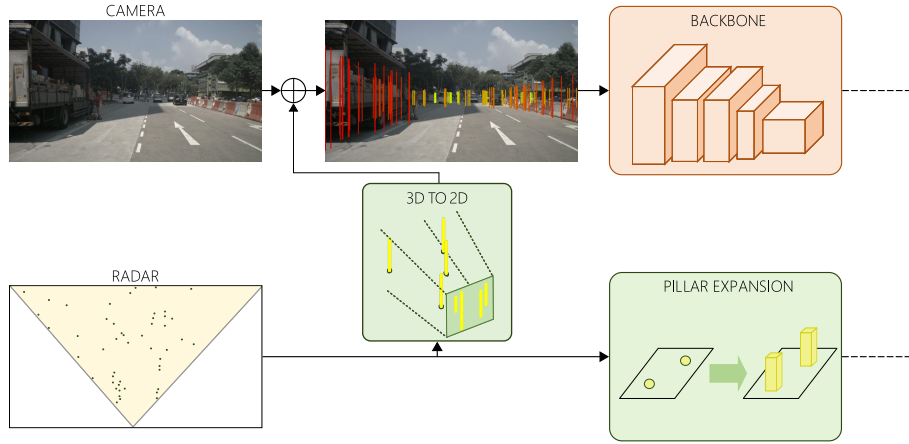 CAMERA
BACKBONE
3D TO 2D
RADAR
PILLAR EXPANSION